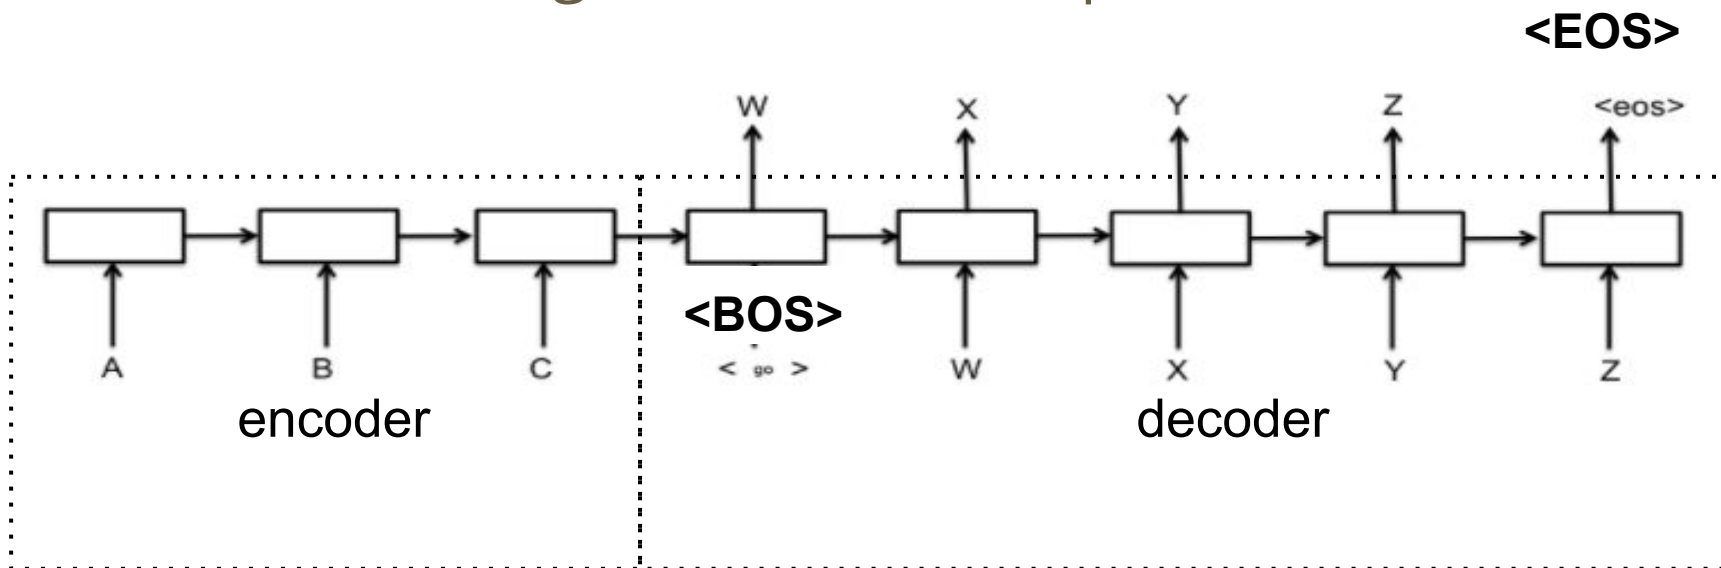 <EOS>
W X Y Z <eos>
<BOS>
A B C < go > W X Y Z
encoder decoder